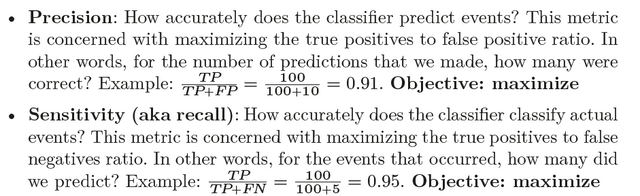 • Precision: How accurately does the classifier predict events? This metric
is concerned with maximizing the true positives to false positive ratio. In
other words, for the number of predictions that we made, how many were
correct? Example: TP/TP+FP = 100/100+10 = 0.91. Objective: maximize
• Sensitivity (aka recall): How accurately does the classifier classify actual
events? This metric is concerned with maximizing the true positives to false
negatives ratio. In other words, for the events that occurred, how many did
we predict? Example: TP/TP+FN = 100/100+5 = 0.95. Objective: maximize